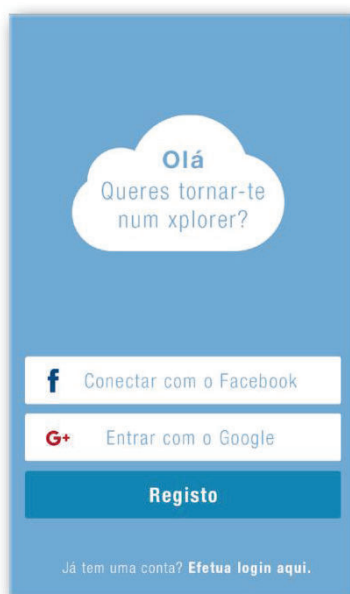 Olá
Queres tornar-te
num xplorer?
f Conectar com o Facebook
G+ Entrar com o Google
Registo
Já tem uma conta? Efetua login aqui.